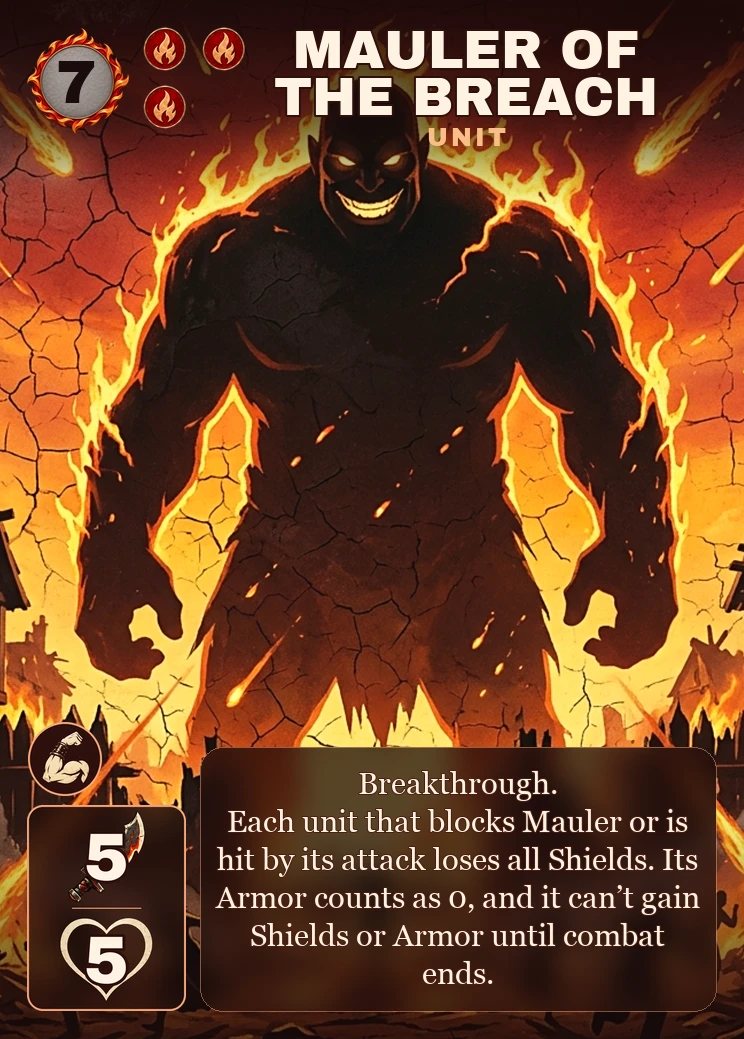 7
MAULER OF
THE BREACH
UNIT
Breakthrough.
Each unit that blocks Mauler or is
hit by its attack loses all Shields. Its
Armor counts as 0, and it can’t gain
Shields or Armor until combat
ends.
5
5